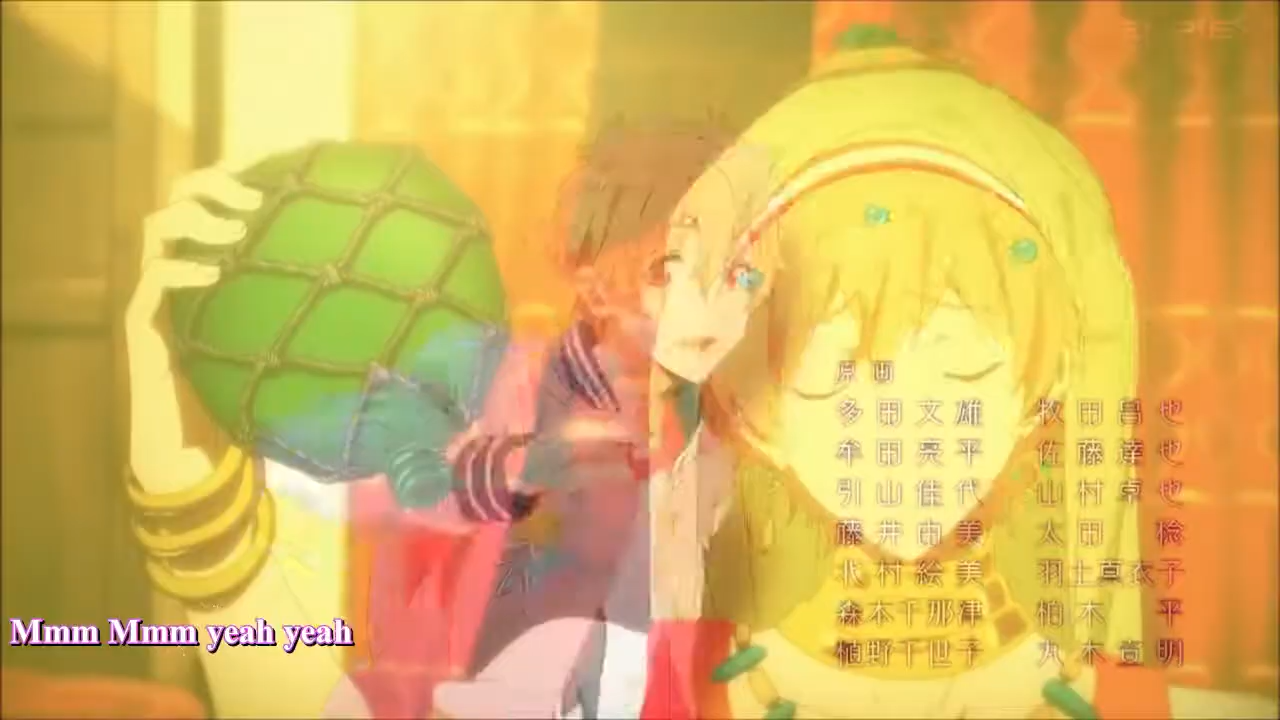 原画
多田文雄 牧田昌也
牟田亮平 佐藤達也
引山佳代 山村卓也
藤井由美 太田 
代村絵美 羽土真衣子
森本千那津 柏木 平
植野千世子 丸木宣明
Mmm Mmm yeah yeah